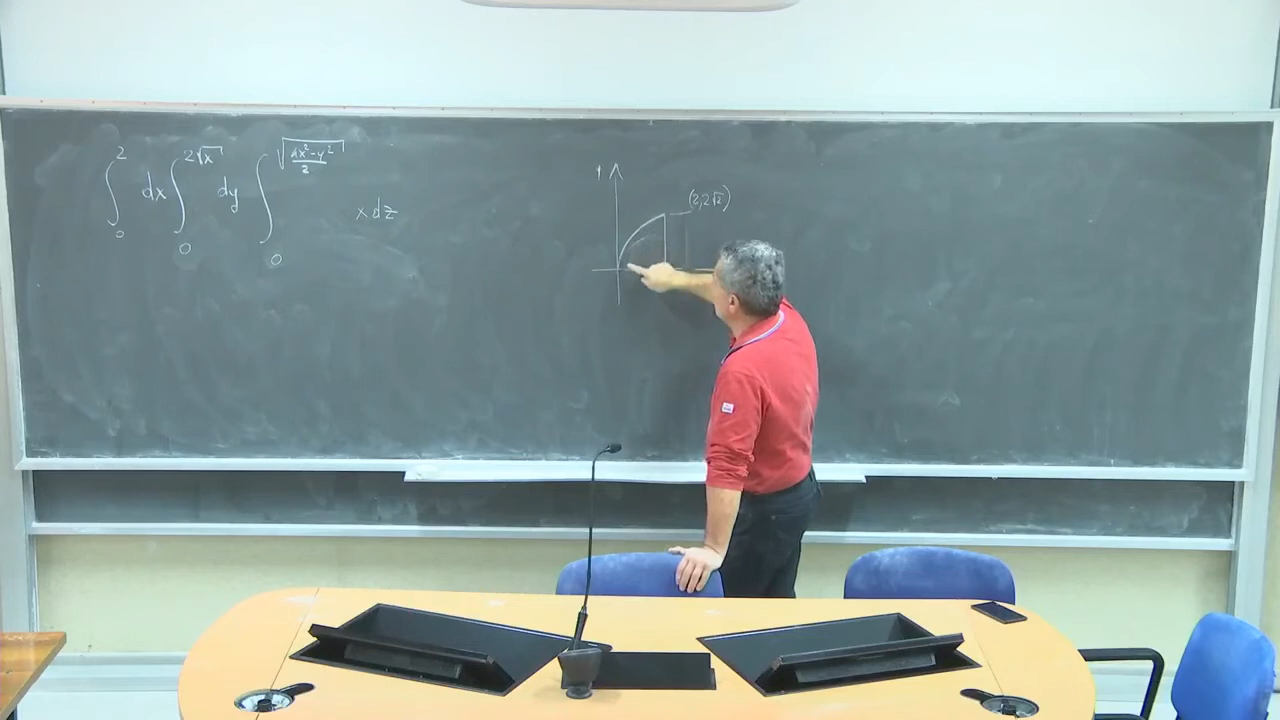 ∫₀² dx ∫₀^{2√x} dy ∫₀^{√((4x²-y²)/2)} x dz
y
(2,2√2)